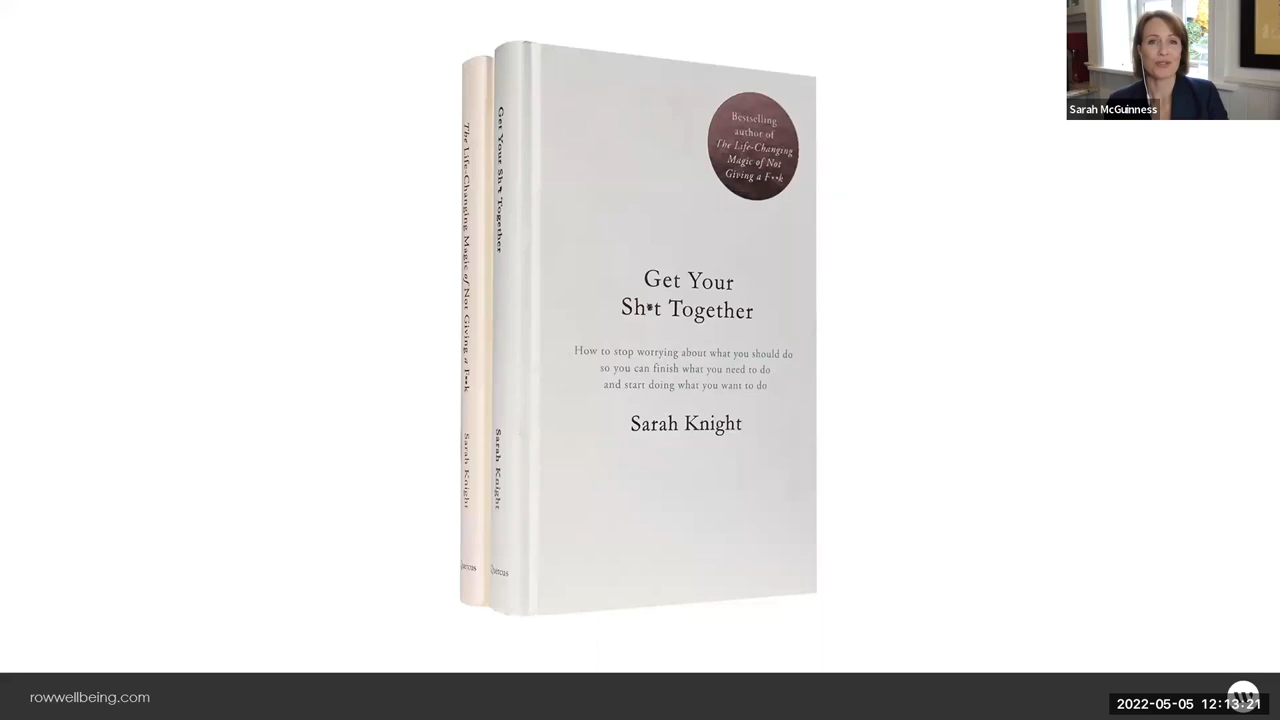 The Life-Changing Magic of Not Giving a F**k
Sarah Knight
Get Your Sh*t Together
Sarah Knight
Quercus
Bestselling
author of
The Life-Changing
Magic of Not
Giving a F**k
Get Your
Sh*t Together
How to stop worrying about what you should do
so you can finish what you need to do
and start doing what you want to do
Sarah Knight
Sarah McGuinness
rowwellbeing.com
2022-05-05 12:13:21